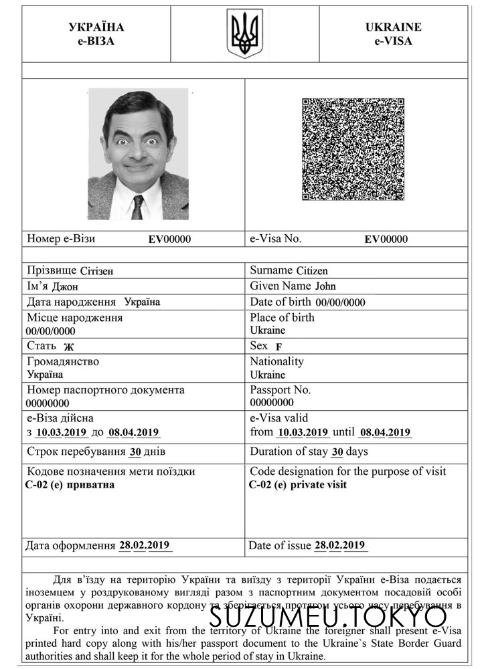 УКРАЇНА
е-ВІЗА
UKRAINE
e-VISA
Номер е-Візи EV00000
e-Visa No. EV00000
Прізвище Сітізен
Surname Citizen
Ім'я Джон
Given Name John
Дата народження Україна
Date of birth 00/00/0000
Місце народження
00/00/0000
Place of birth
Ukraine
Стать Ж
Sex F
Громадянство
Україна
Nationality
Ukraine
Номер паспортного документа
00000000
Passport No.
00000000
е-Віза дійсна
з 10.03.2019 до 08.04.2019
e-Visa valid
from 10.03.2019 until 08.04.2019
Строк перебування 30 днів
Duration of stay 30 days
Кодове позначення мети поїздки
С-02 (е) приватна
Code designation for the purpose of visit
C-02 (e) private visit
Дата оформлення 28.02.2019
Date of issue 28.02.2019
Для в'їзду на територію України та виїзду з території України е-Віза подається
іноземцем у роздрукованому вигляді разом з паспортним документом посадовій особі
органів охорони державного кордону та зберігається протягом усього часу перебування в
Україні.
SUZUMEU.TOKYO
For entry into and exit from the territory of Ukraine the foreigner shall present e-Visa
printed hard copy along with his/her passport document to the Ukraine`s State Border Guard
authorities and shall keep it for the whole period of stay in Ukraine.